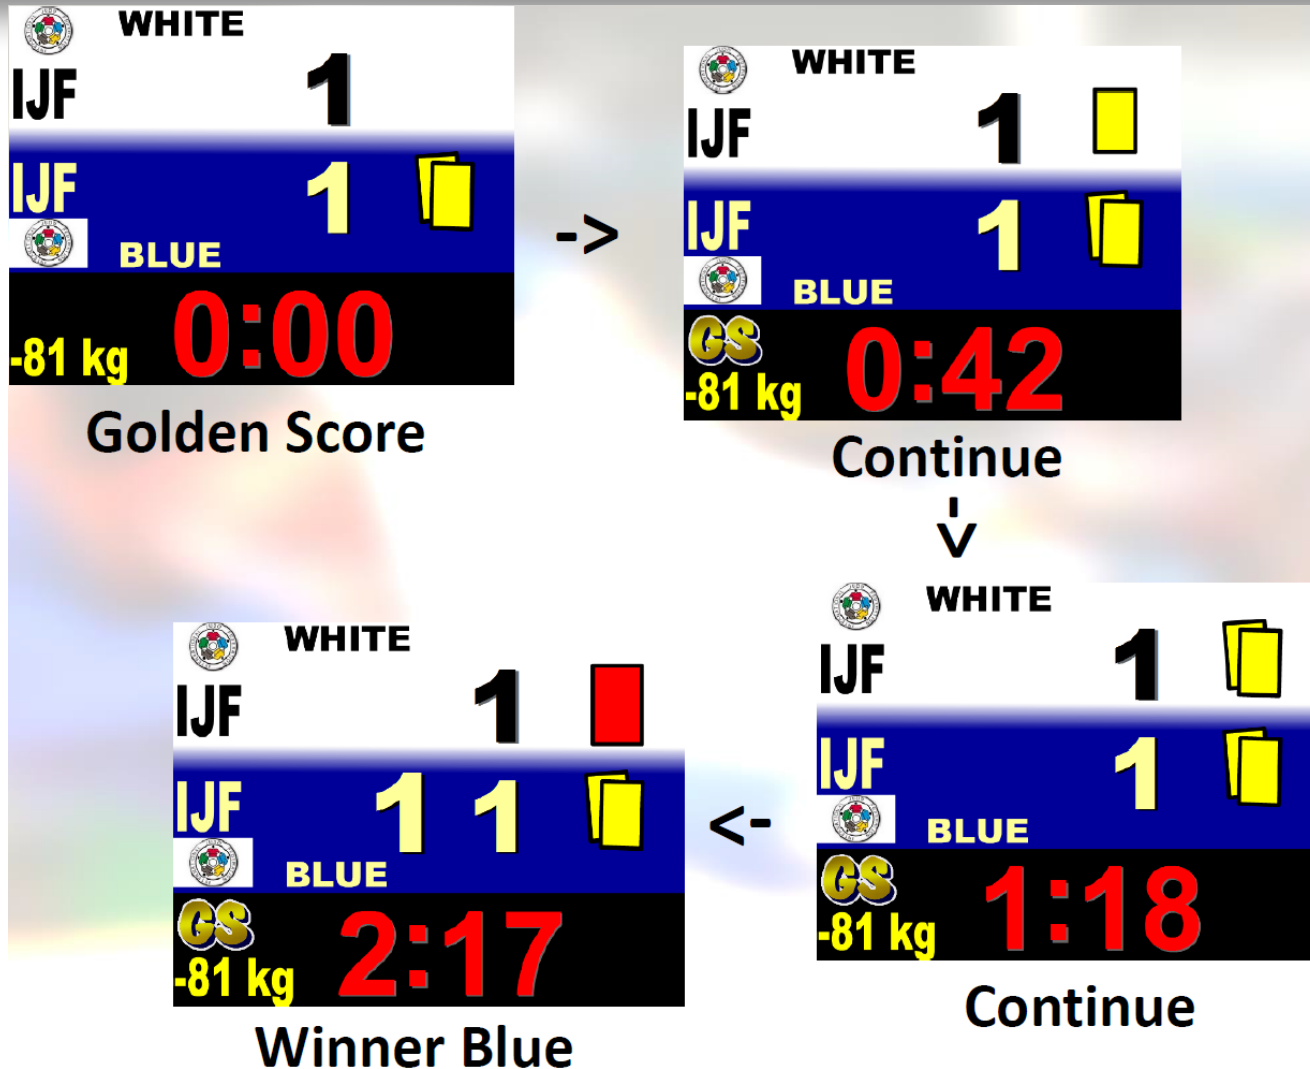 WHITE
IJF 1
IJF 1
BLUE
-81 kg 0:00
Golden Score
->
WHITE
IJF 1
IJF 1
BLUE
GS
-81 kg 0:42
Continue
->
WHITE
IJF 1
IJF 1
BLUE
GS
-81 kg 1:18
Continue
<-
WHITE
IJF 1
IJF 1 1
BLUE
GS
-81 kg 2:17
Winner Blue